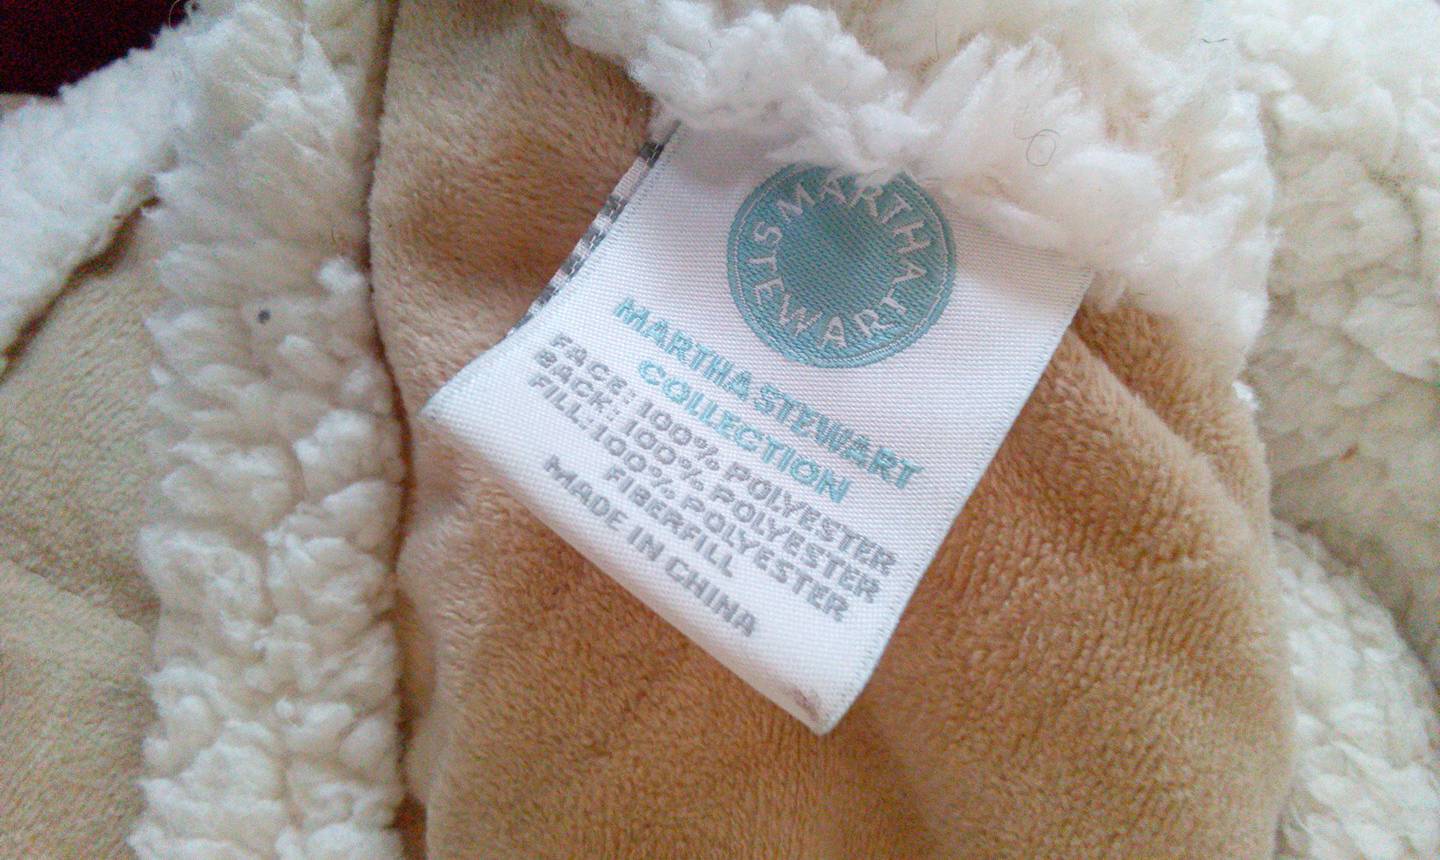 MARTHA STEWART
MARTHA STEWART
COLLECTION
FACE: 100% POLYESTER
BACK: 100% POLYESTER
FILL: 100% POLYESTER
FIBERFILL
MADE IN CHINA